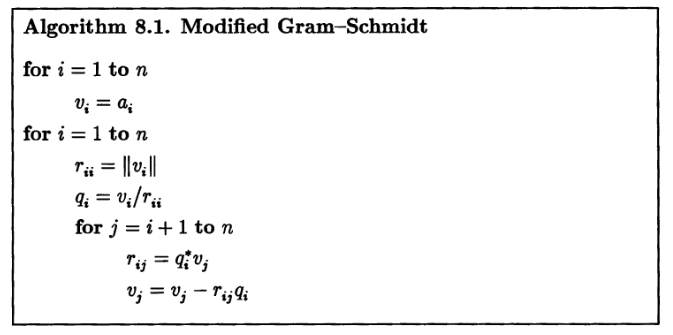 Algorithm 8.1. Modified Gram–Schmidt
for i = 1 to n
v_i = a_i
for i = 1 to n
r_{ii} = ‖v_i‖
q_i = v_i/r_{ii}
for j = i + 1 to n
r_{ij} = q_i^*v_j
v_j = v_j − r_{ij}q_i